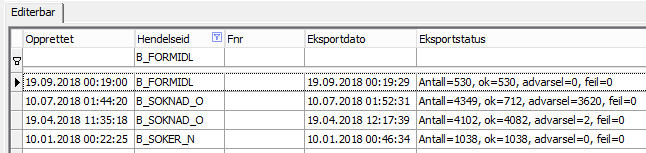 Editerbar
Opprettet Hendelseid Fnr Eksportdato Eksportstatus
B_FORMIDL
19.09.2018 00:19:00 B_FORMIDL 19.09.2018 00:19:29 Antall=530, ok=530, advarsel=0, feil=0
10.07.2018 01:44:20 B_SOKNAD_O 10.07.2018 01:52:31 Antall=4349, ok=712, advarsel=3620, feil=0
19.04.2018 11:35:18 B_SOKNAD_O 19.04.2018 12:17:39 Antall=4102, ok=4082, advarsel=2, feil=0
10.01.2018 00:22:25 B_SOKER_N 10.01.2018 00:46:34 Antall=1038, ok=1038, advarsel=0, feil=0